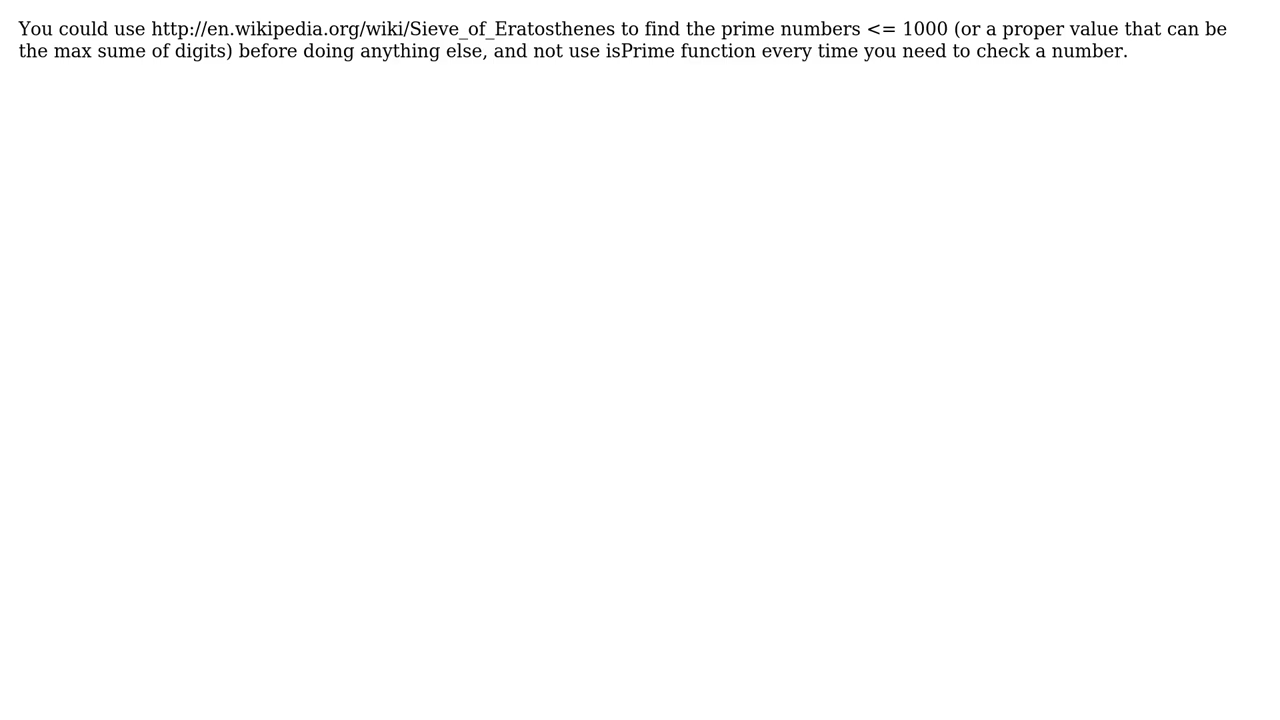 You could use http://en.wikipedia.org/wiki/Sieve_of_Eratosthenes to find the prime numbers <= 1000 (or a proper value that can be
the max sume of digits) before doing anything else, and not use isPrime function every time you need to check a number.